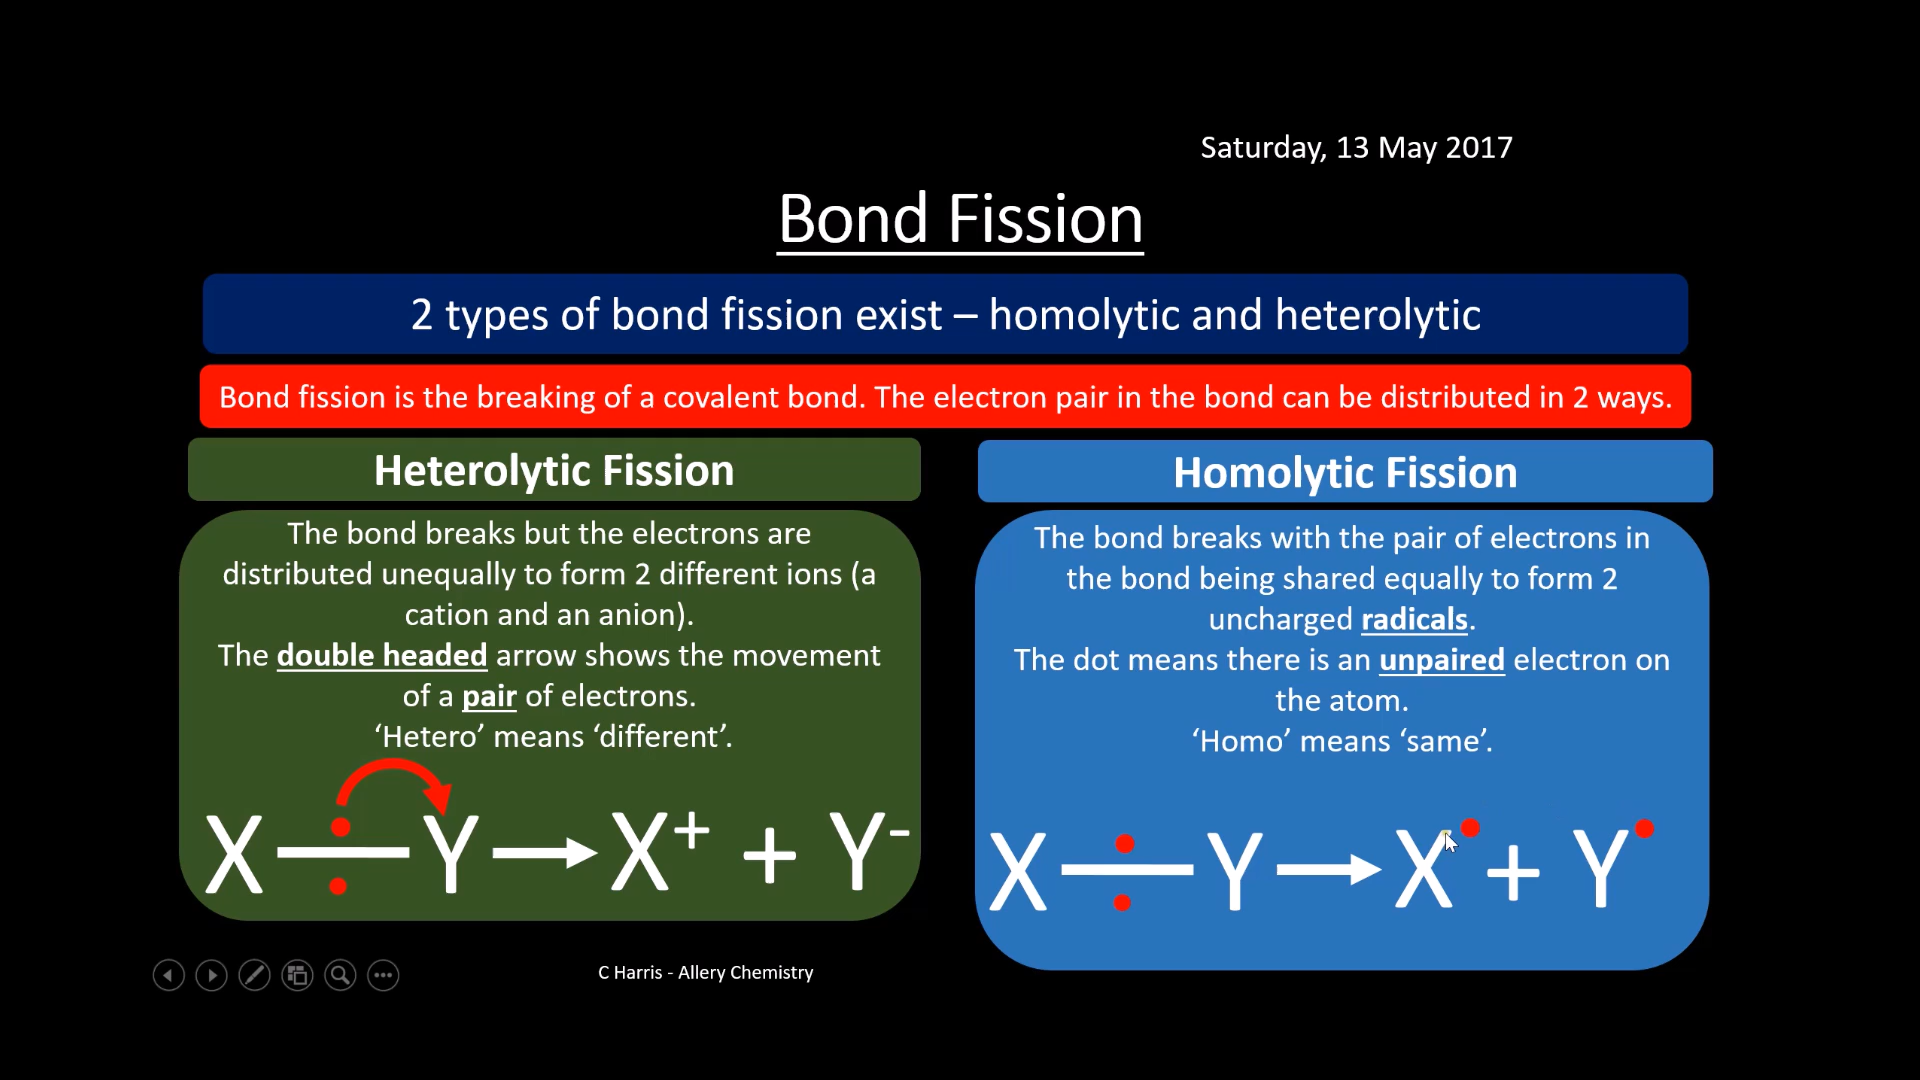 Saturday, 13 May 2017
Bond Fission
2 types of bond fission exist – homolytic and heterolytic
Bond fission is the breaking of a covalent bond. The electron pair in the bond can be distributed in 2 ways.
Heterolytic Fission
The bond breaks but the electrons are
distributed unequally to form 2 different ions (a
cation and an anion).
The double headed arrow shows the movement
of a pair of electrons.
‘Hetero’ means ‘different’.
X Y → X⁺ + Y⁻
Homolytic Fission
The bond breaks with the pair of electrons in
the bond being shared equally to form 2
uncharged radicals.
The dot means there is an unpaired electron on
the atom.
‘Homo’ means ‘same’.
X Y → X• + Y•
C Harris - Allery Chemistry